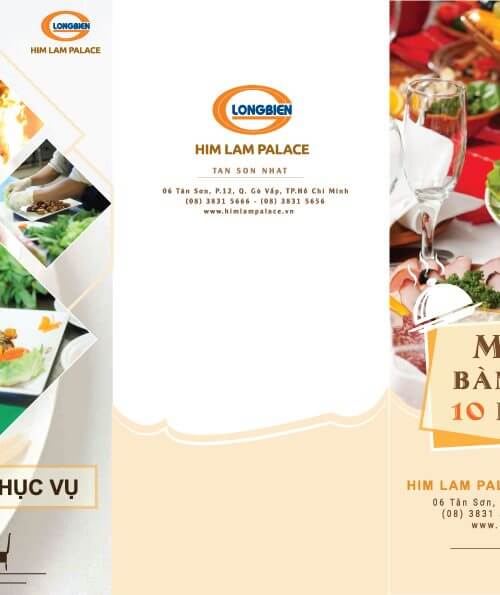 LONGBIEN
HIM LAM PALACE
HỤC VỤ
LONGBIEN
HIM LAM PALACE
TAN SON NHAT
06 Tân Sơn, P.12, Q. Gò Vấp, TP.Hồ Chí Minh
(08) 3831 5666 - (08) 3831 5656
www.himlampalace.vn
M
BÀN
10
HIM LAM PALA
06 Tân Sơn,
(08) 3831
www.